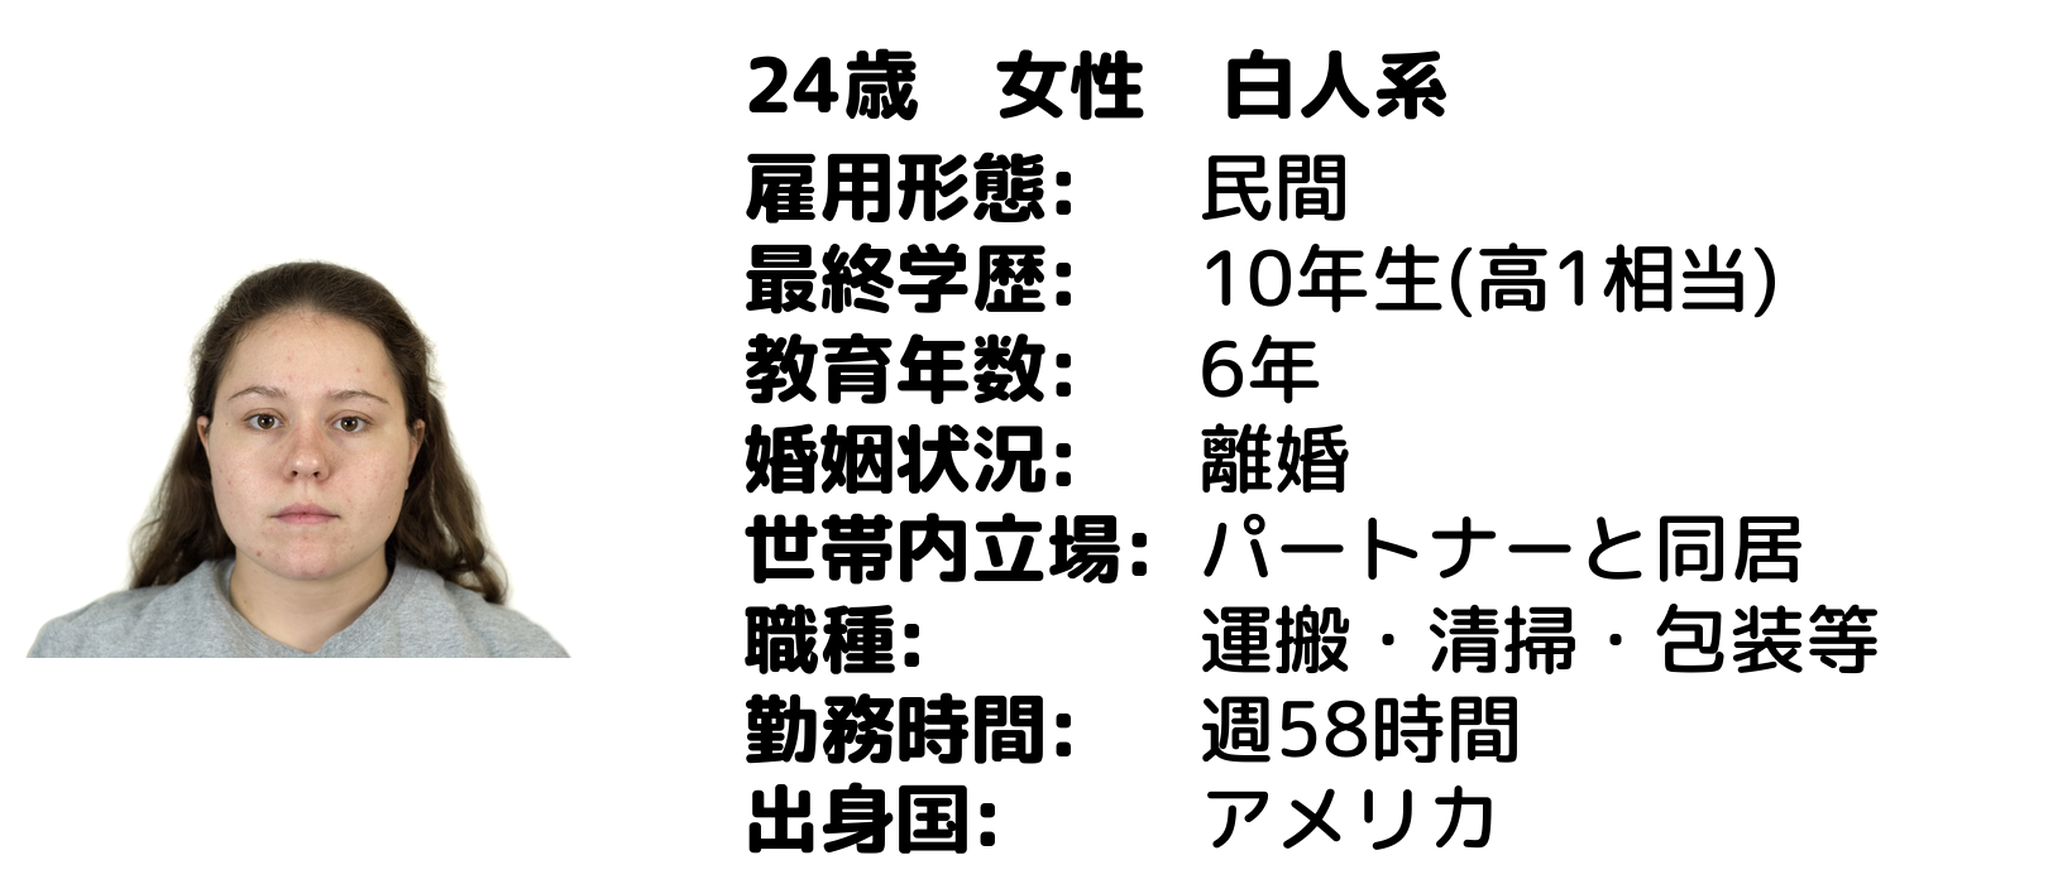 24歳　女性　白人系
雇用形態:　民間
最終学歴:　10年生(高1相当)
教育年数:　6年
婚姻状況:　離婚
世帯内立場:　パートナーと同居
職種:　運搬・清掃・包装等
勤務時間:　週58時間
出身国:　アメリカ